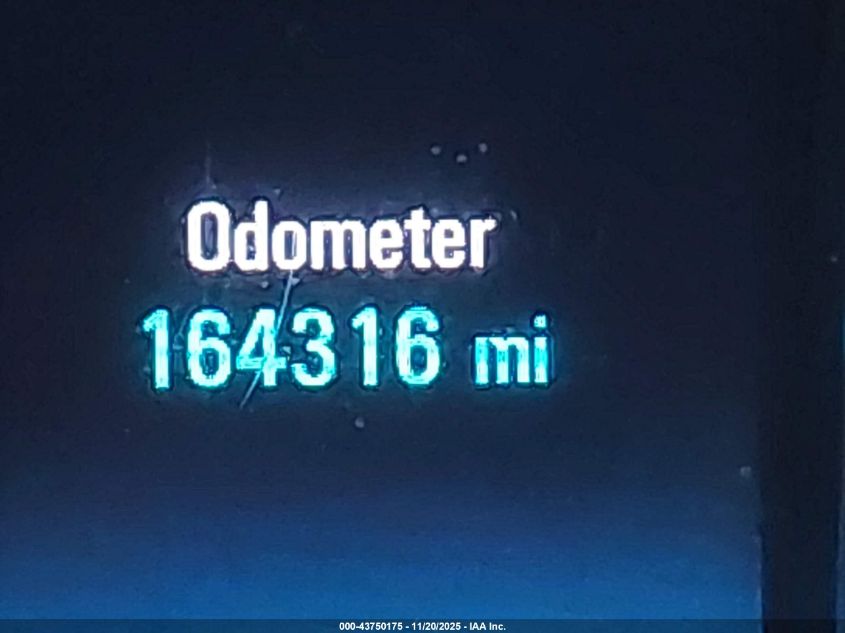 Odometer
164316 mi
000-43750175 - 11/20/2025 - IAA Inc.